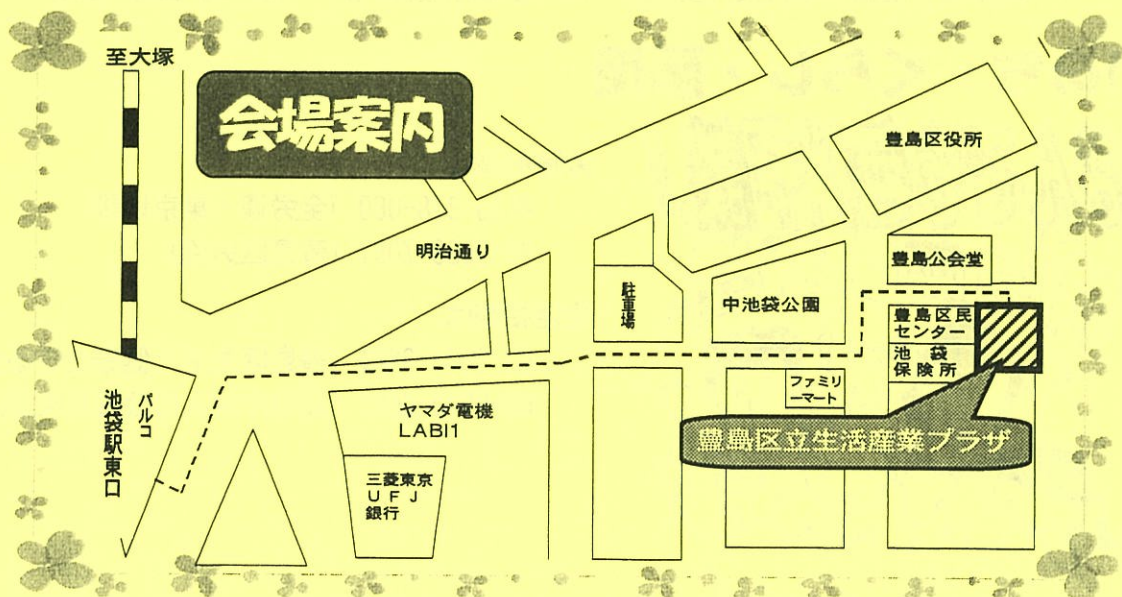 至大塚
会場案内
豊島区役所
明治通り
豊島公会堂
駐車場
中池袋公園
豊島区民
センター
池袋
保険所
ファミリ
ーマート
パルコ
池袋駅東口
ヤマダ電機
LABI1
豊島区立生活産業プラザ
三菱東京
UFJ
銀行